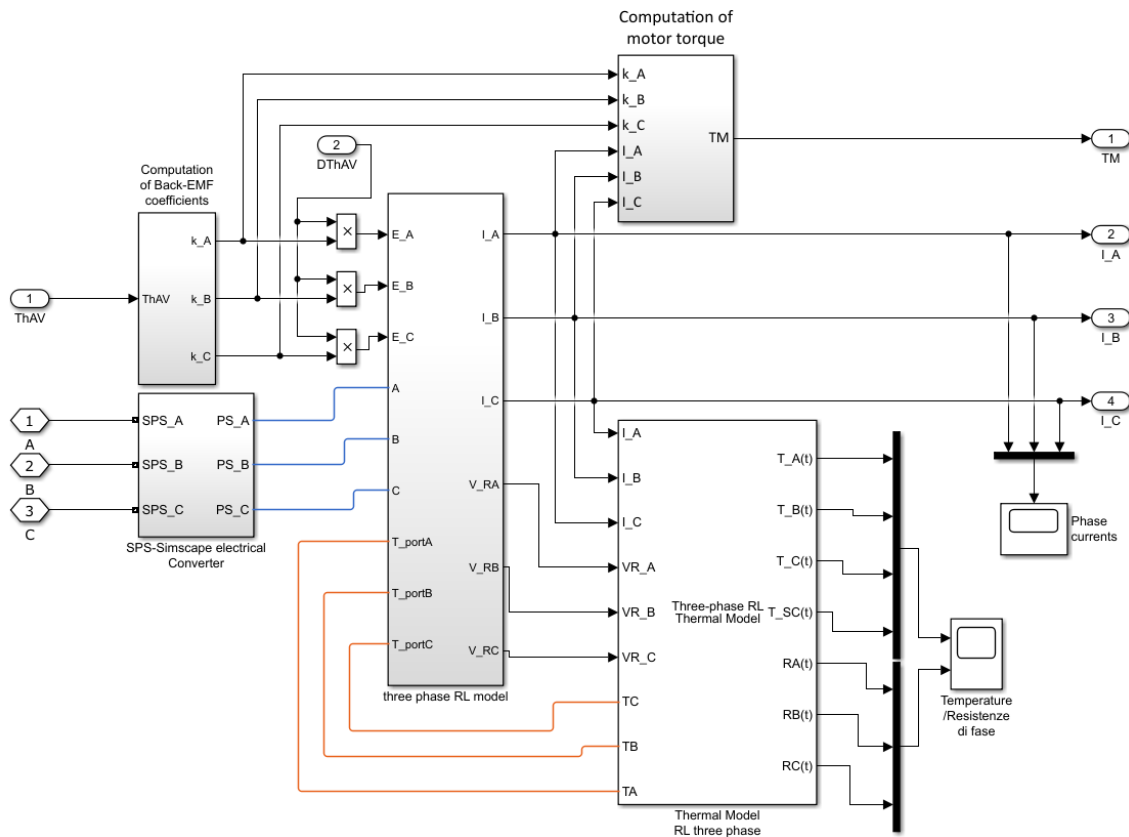 Computation of
motor torque
k_A
k_B
k_C
I_A
I_B
I_C
TM
1
TM
2
DThAV
Computation
of Back-EMF
coefficients
ThAV
k_A
k_B
k_C
1
ThAV
×
×
×
E_A
E_B
E_C
A
B
C
T_portA
T_portB
T_portC
I_A
I_B
I_C
V_RA
V_RB
V_RC
three phase RL model
2
I_A
3
I_B
4
I_C
1
A
2
B
3
C
SPS_A
SPS_B
SPS_C
PS_A
PS_B
PS_C
SPS-Simscape electrical
Converter
I_A
I_B
I_C
VR_A
VR_B
VR_C
TC
TB
TA
Three-phase RL
Thermal Model
T_A(t)
T_B(t)
T_C(t)
T_SC(t)
RA(t)
RB(t)
RC(t)
Thermal Model
RL three phase
Phase
currents
Temperature
/Resistenze
di fase